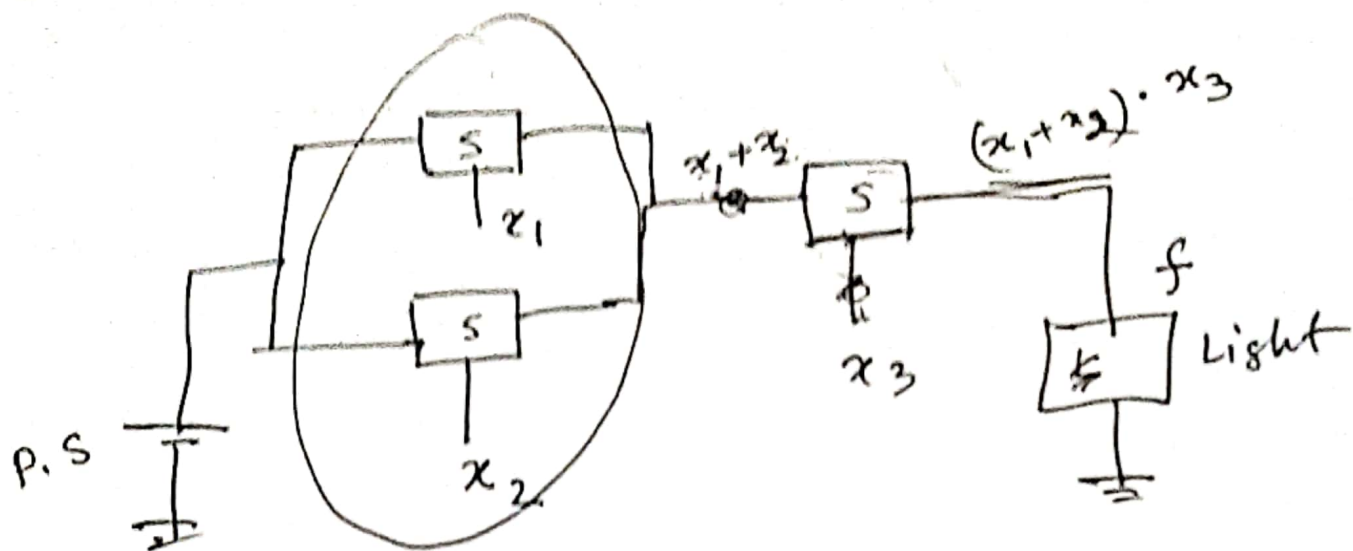 (x₁+x₂)·x₃
x₁+x₂
S
S
x₁
f
S
Light
x₃
P.S
x₂